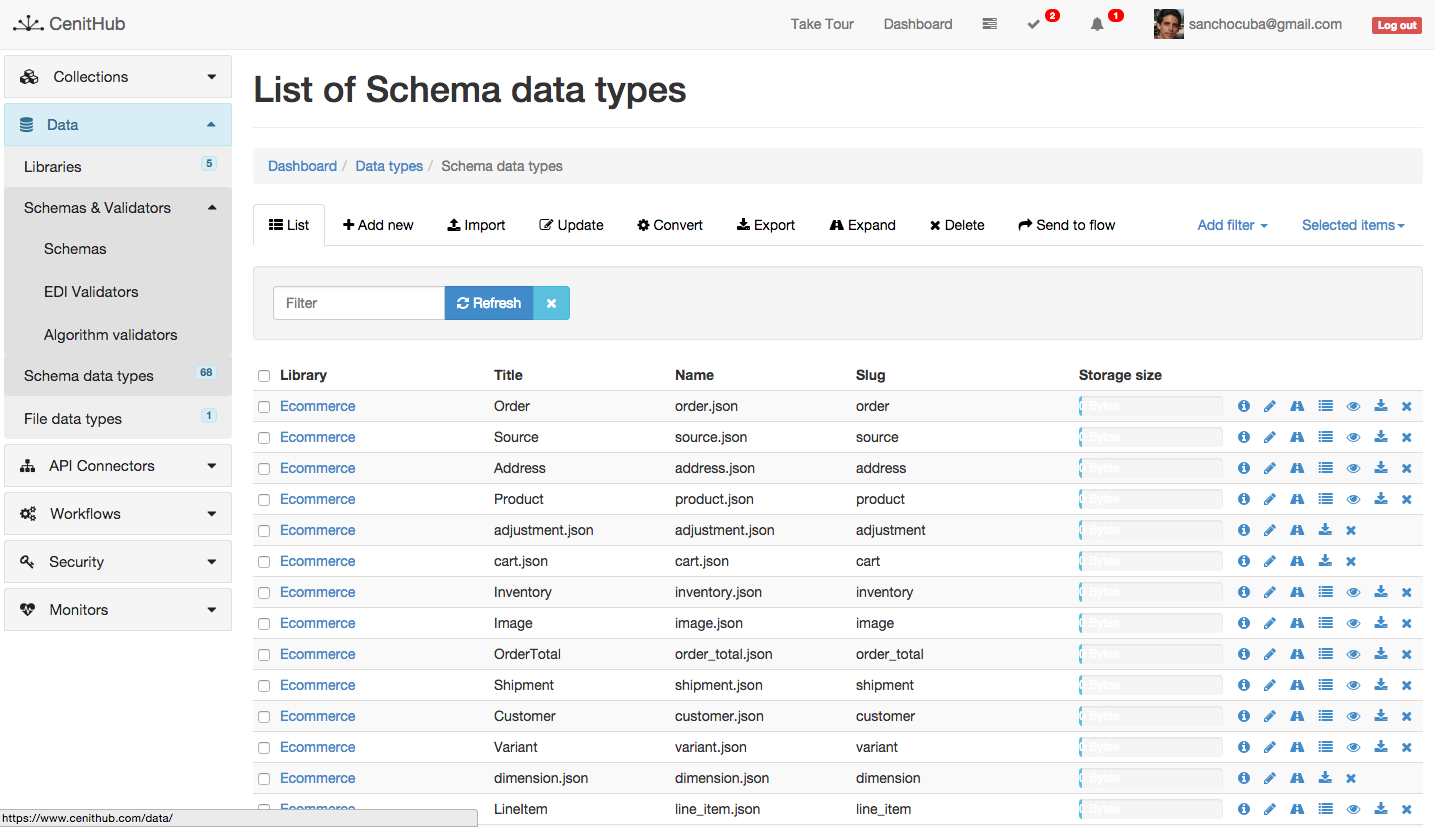 CenitHub Take Tour Dashboard 2 1 sanchocuba@gmail.com Log out
Collections
Data
Libraries 5
Schemas & Validators
Schemas
EDI Validators
Algorithm validators
Schema data types 68
File data types 1
API Connectors
Workflows
Security
Monitors
List of Schema data types
Dashboard / Data types / Schema data types
List Add new Import Update Convert Export Expand Delete Send to flow Add filter Selected items
Filter Refresh
Library Title Name Slug Storage size
Ecommerce Order order.json order 0 Bytes
Ecommerce Source source.json source 0 Bytes
Ecommerce Address address.json address 0 Bytes
Ecommerce Product product.json product 0 Bytes
Ecommerce adjustment.json adjustment.json adjustment 0 Bytes
Ecommerce cart.json cart.json cart 0 Bytes
Ecommerce Inventory inventory.json inventory 0 Bytes
Ecommerce Image image.json image 0 Bytes
Ecommerce OrderTotal order_total.json order_total 0 Bytes
Ecommerce Shipment shipment.json shipment 0 Bytes
Ecommerce Customer customer.json customer 0 Bytes
Ecommerce Variant variant.json variant 0 Bytes
Ecommerce dimension.json dimension.json dimension 0 Bytes
Ecommerce LineItem line_item.json line_item 0 Bytes
https://www.cenithub.com/data/